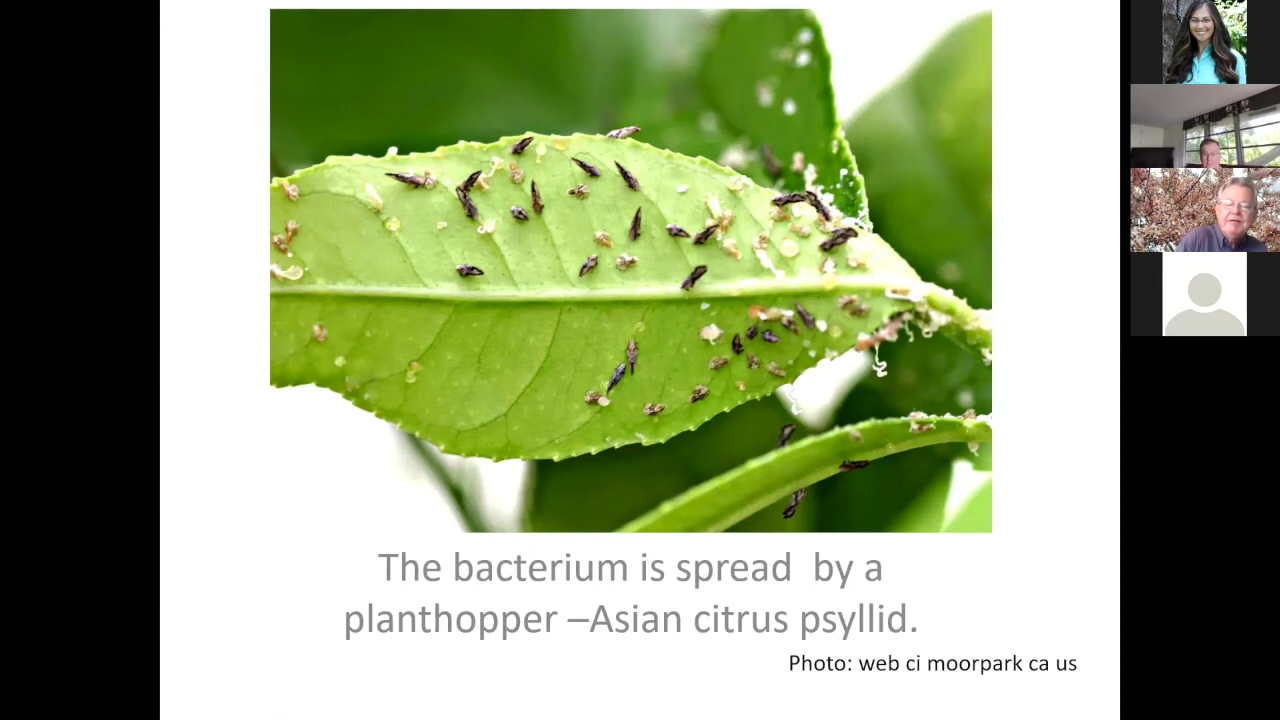 The bacterium is spread  by a
planthopper –Asian citrus psyllid.
Photo: web ci moorpark ca us